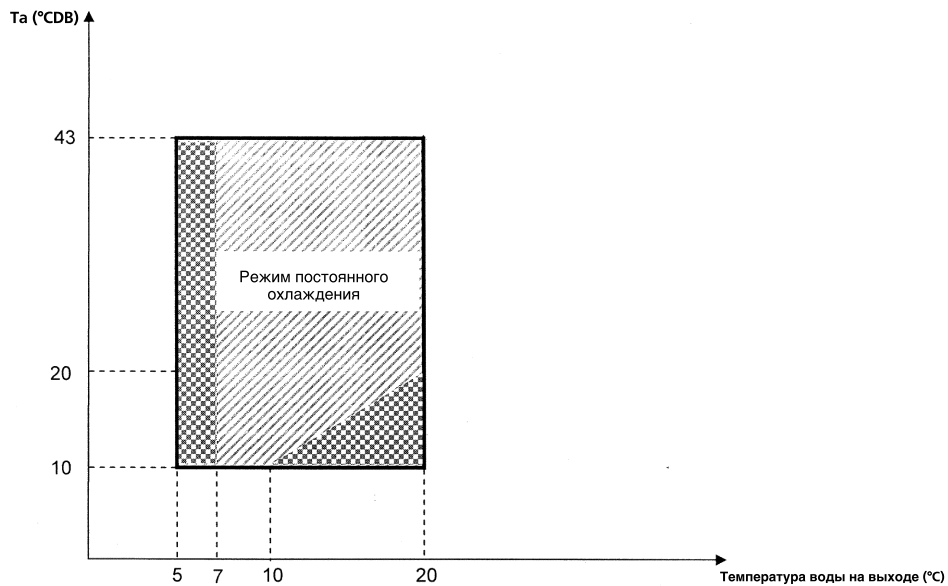 Ta (°CDB)
43
Режим постоянного
охлаждения
20
10
5 7 10 20
Температура воды на выходе (°C)